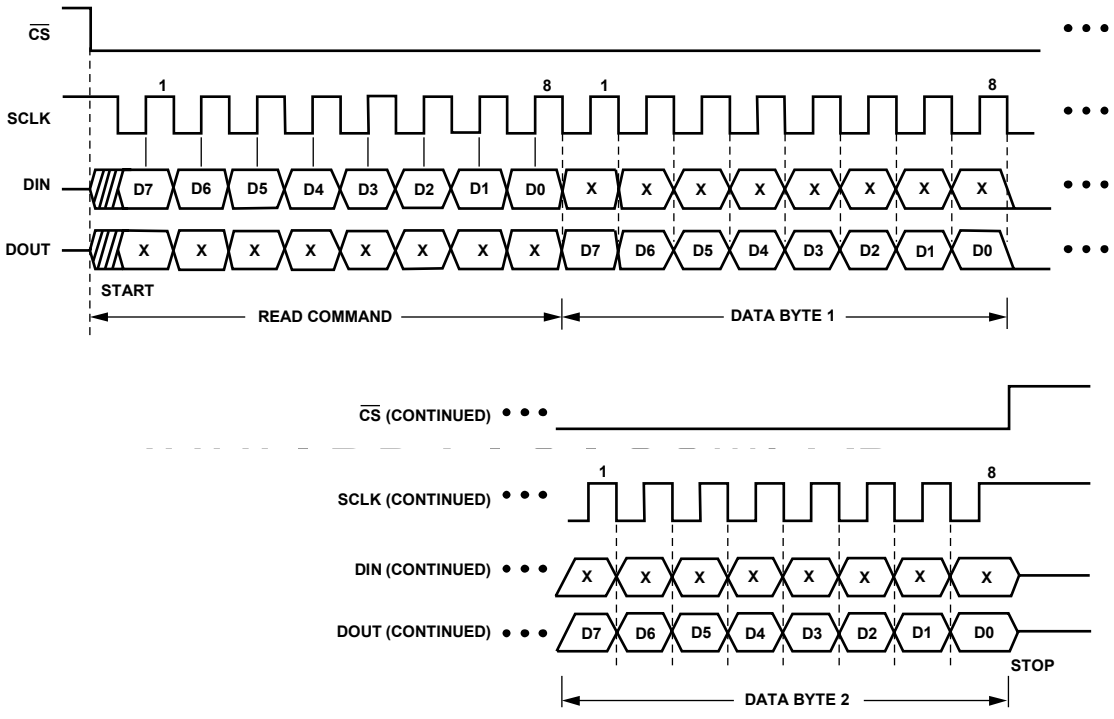 CS
1 8 1 8
SCLK
DIN D7 D6 D5 D4 D3 D2 D1 D0 X X X X X X X X
DOUT X X X X X X X X D7 D6 D5 D4 D3 D2 D1 D0
START
READ COMMAND DATA BYTE 1
CS (CONTINUED)
1 8
SCLK (CONTINUED)
DIN (CONTINUED) X X X X X X X X
DOUT (CONTINUED) D7 D6 D5 D4 D3 D2 D1 D0
STOP
DATA BYTE 2